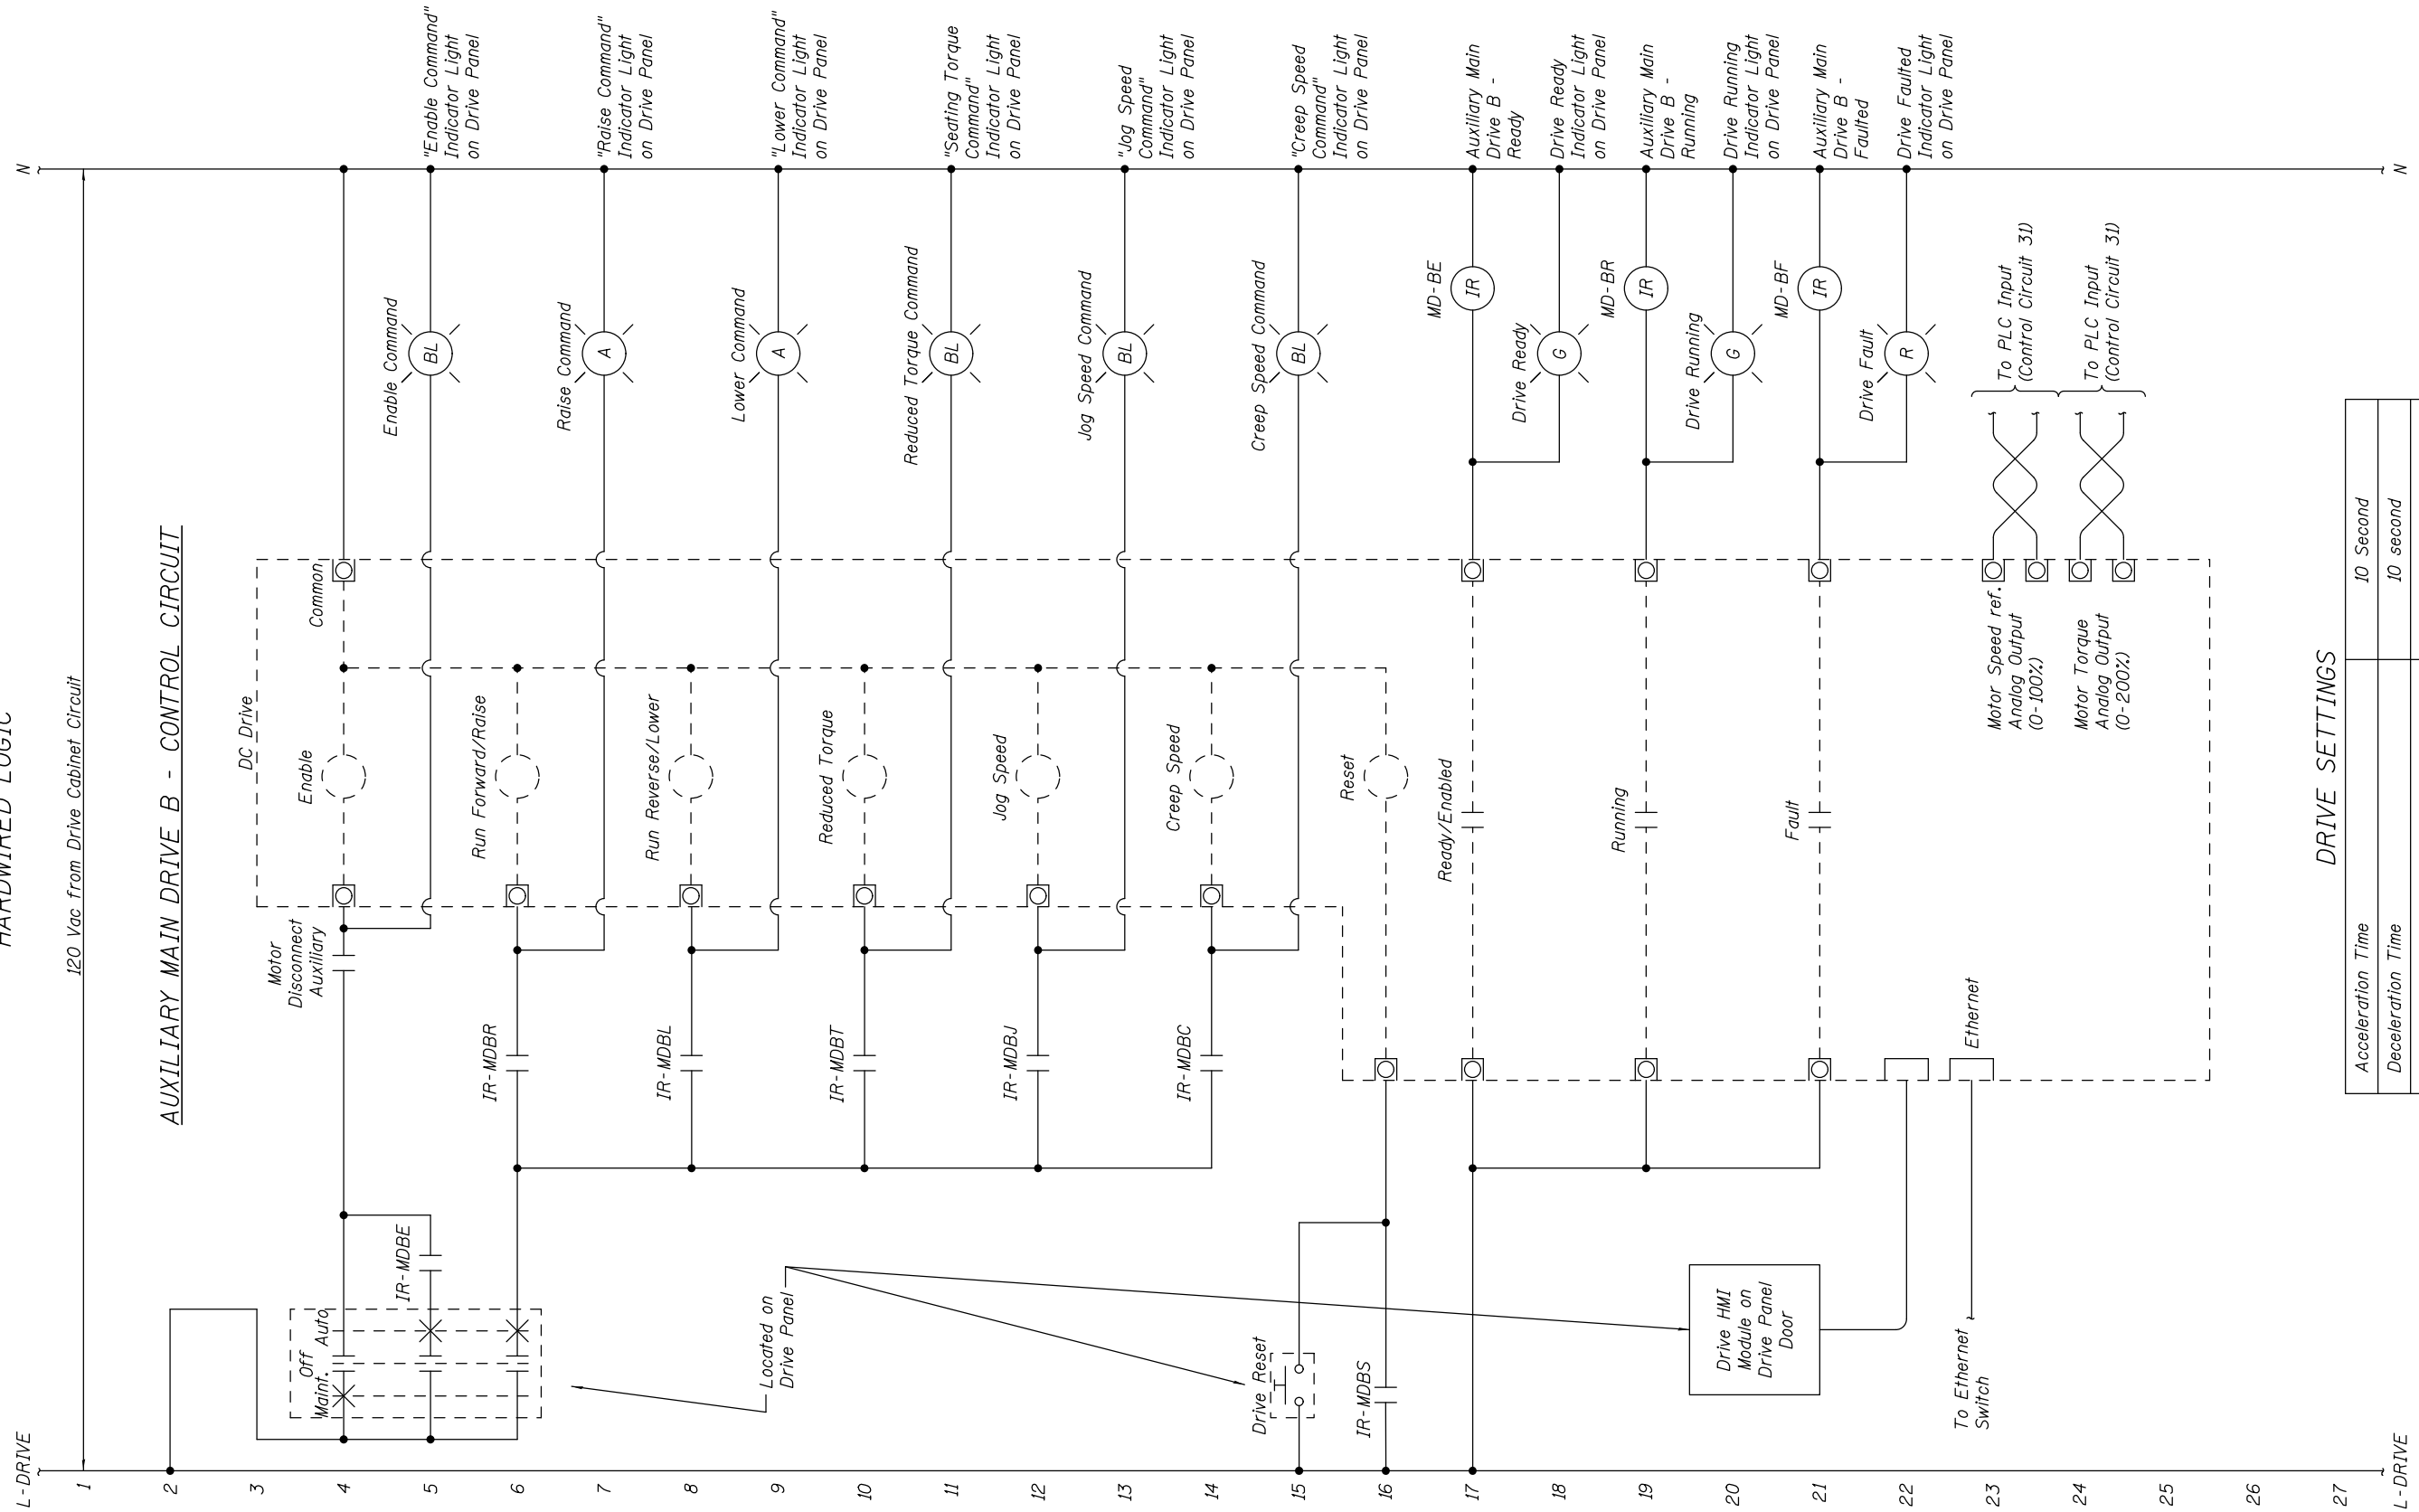 HARDWIRED LOGIC
L-DRIVE
N
120 Vac from Drive Cabinet Circuit
AUXILIARY MAIN DRIVE B - CONTROL CIRCUIT
1
2
3
4
5
6
7
8
9
10
11
12
13
14
15
16
17
18
19
20
21
22
23
24
25
26
27
L-DRIVE
N
Maint.
Off
Auto
IR-MDBE
Motor
Disconnect
Auxiliary
DC Drive
Enable
Common
Enable Command
BL
"Enable Command"
Indicator Light
on Drive Panel
IR-MDBR
Run Forward/Raise
Raise Command
A
"Raise Command"
Indicator Light
on Drive Panel
IR-MDBL
Run Reverse/Lower
Lower Command
A
"Lower Command"
Indicator Light
on Drive Panel
IR-MDBT
Reduced Torque
Reduced Torque Command
BL
"Seating Torque
Command"
Indicator Light
on Drive Panel
IR-MDBJ
Jog Speed
Jog Speed Command
BL
"Jog Speed
Command"
Indicator Light
on Drive Panel
IR-MDBC
Creep Speed
Creep Speed Command
BL
"Creep Speed
Command"
Indicator Light
on Drive Panel
Located on
Drive Panel
Drive Reset
IR-MDBS
Reset
Ready/Enabled
MD-BE
IR
Auxiliary Main
Drive B -
Ready
Drive Ready
G
Drive Ready
Indicator Light
on Drive Panel
Running
MD-BR
IR
Auxiliary Main
Drive B -
Running
Drive Running
G
Drive Running
Indicator Light
on Drive Panel
Fault
MD-BF
IR
Auxiliary Main
Drive B -
Faulted
Drive Fault
R
Drive Faulted
Indicator Light
on Drive Panel
Drive HMI
Module on
Drive Panel
Door
To Ethernet
Switch
Ethernet
Motor Speed ref.
Analog Output
(0-100%)
To PLC Input
(Control Circuit 31)
Motor Torque
Analog Output
(0-200%)
To PLC Input
(Control Circuit 31)
DRIVE SETTINGS
Acceleration Time 10 Second
Deceleration Time 10 second